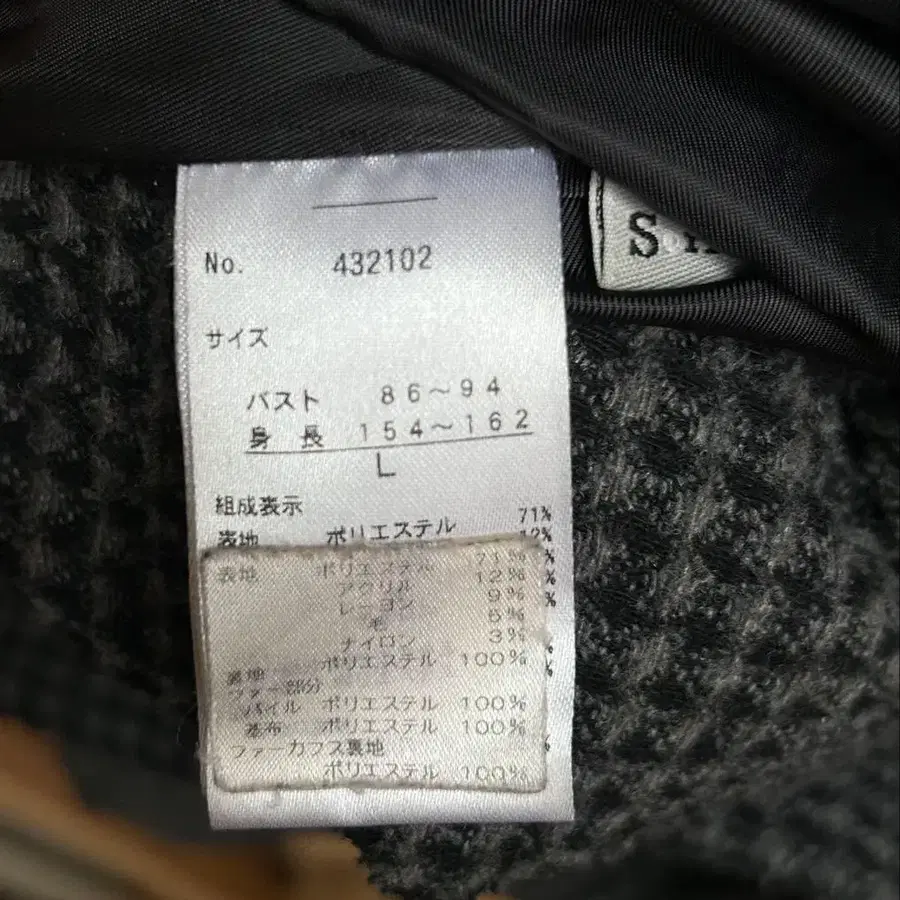 No. 432102
サイズ
バスト 86〜94
身長 154〜162
L
組成表示 71%
表地 ポリエステル 12%
表地 ポリエステル 71%
アクリル 12%
レーヨン 9%
毛 5%
ナイロン 3%
裏地 ポリエステル 100%
ファー部分
パイル ポリエステル 100%
基布 ポリエステル 100%
ファーカフス裏地
ポリエステル 100%
S